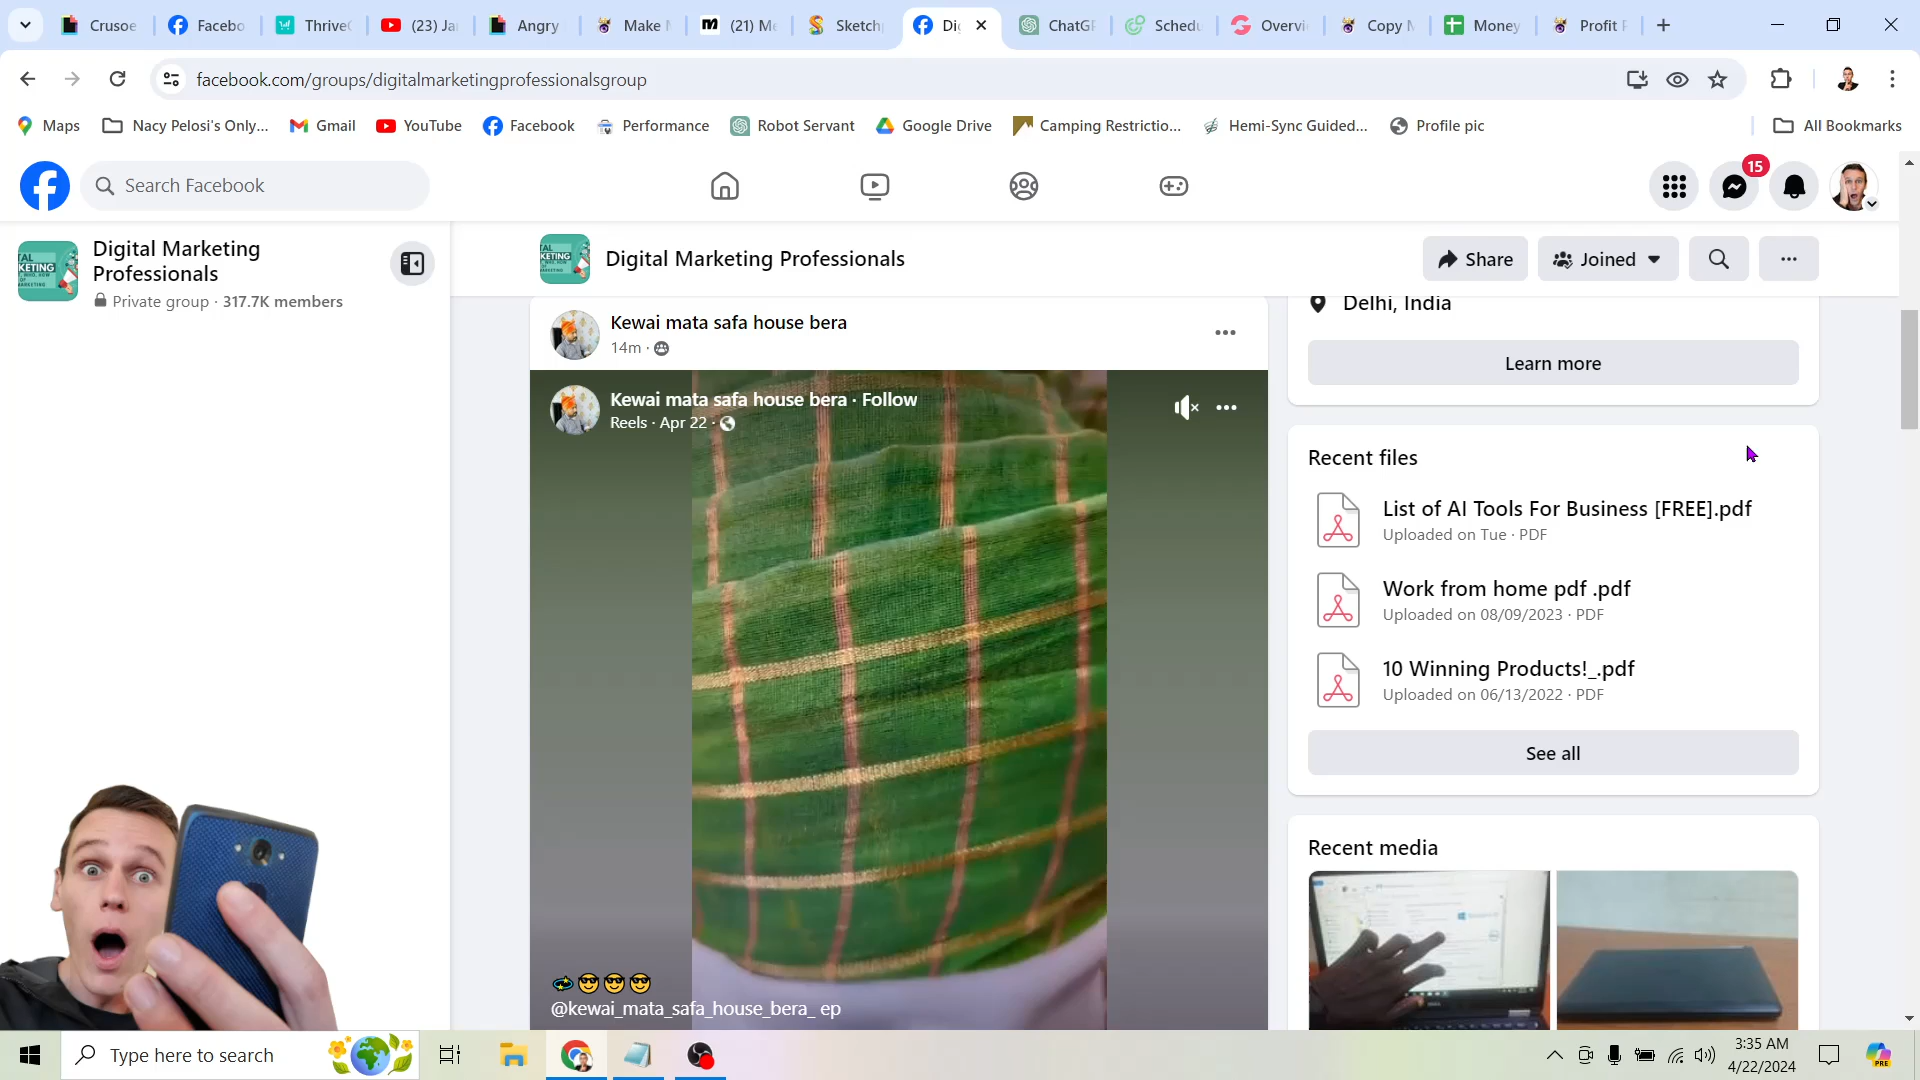 Crusoe
Facebo
Thrive
(23) Ja
Angry
Make
(21) Me
Sketch
Di
ChatGP
Schedu
Overvi
Copy
Money
Profit
facebook.com/groups/digitalmarketingprofessionalsgroup
Maps
Nacy Pelosi's Only...
Gmail
YouTube
Facebook
Performance
Robot Servant
Google Drive
Camping Restrictio...
Hemi-Sync Guided...
Profile pic
All Bookmarks
Search Facebook
15
Digital Marketing
Professionals
Private group · 317.7K members
Digital Marketing Professionals
Share
Joined
Kewai mata safa house bera
14m ·
Kewai mata safa house bera · Follow
Reels · Apr 22 ·
@kewai_mata_safa_house_bera_ ep
Delhi, India
Learn more
Recent files
List of AI Tools For Business [FREE].pdf
Uploaded on Tue · PDF
Work from home pdf .pdf
Uploaded on 08/09/2023 · PDF
10 Winning Products!_.pdf
Uploaded on 06/13/2022 · PDF
See all
Recent media
Type here to search
3:35 AM
4/22/2024
PRE